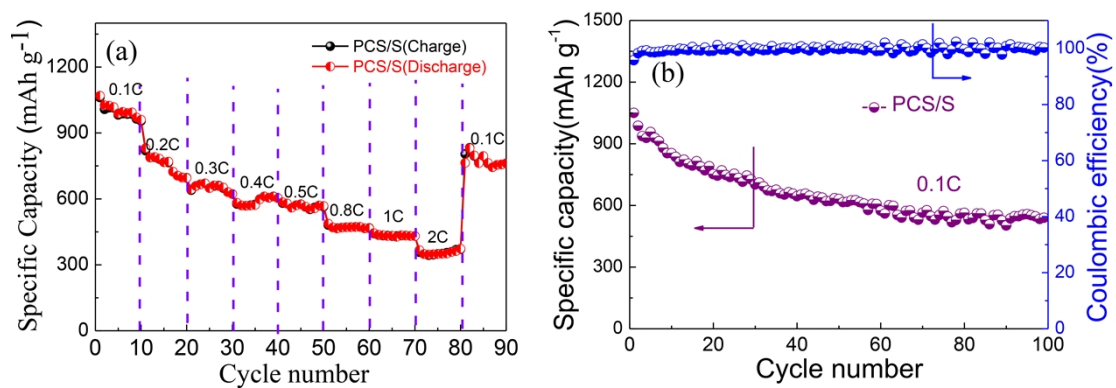 (a)
PCS/S(Charge)
PCS/S(Discharge)
Specific Capacity (mAh g⁻¹)
1200
900
600
300
0
0.1C
0.2C
0.3C
0.4C
0.5C
0.8C
1C
2C
0.1C
0 10 20 30 40 50 60 70 80 90
Cycle number
(b)
PCS/S
0.1C
Specific capacity(mAh g⁻¹)
1500
1200
900
600
300
0
Coulombic efficiency(%)
100
80
60
40
20
0
0 20 40 60 80 100
Cycle number